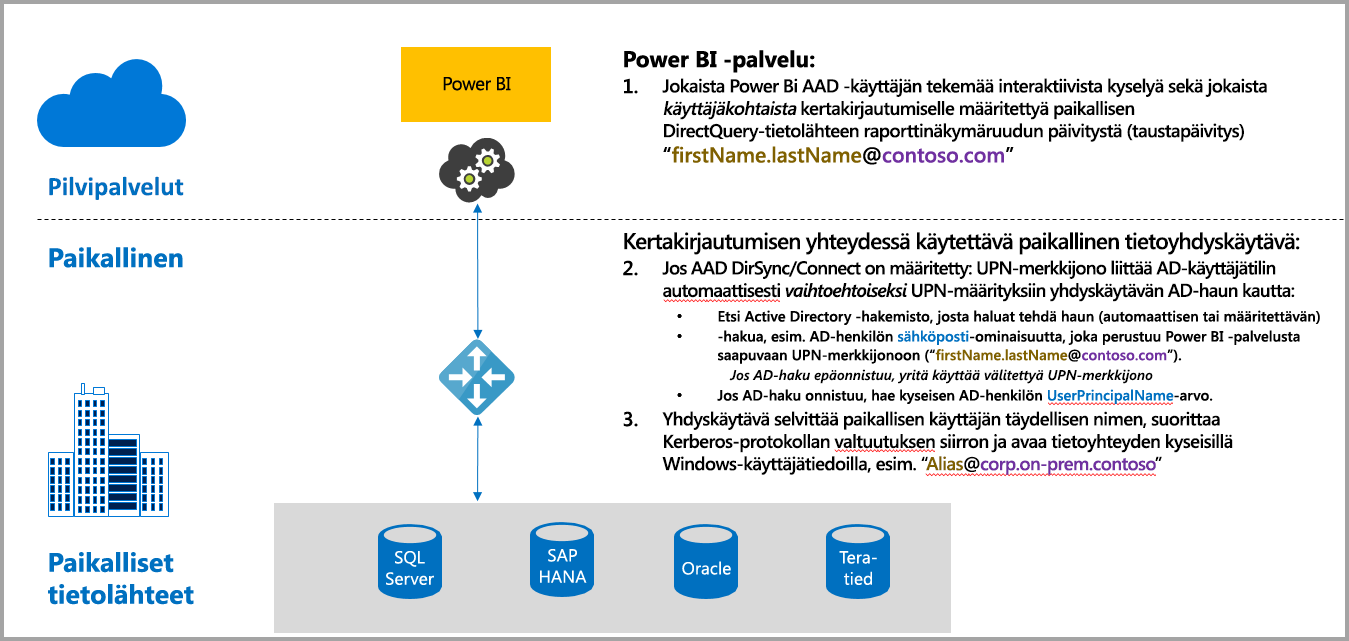 Power BI
Pilvipalvelut
Power BI -palvelu:
1. Jokaista Power Bi AAD -käyttäjän tekemää interaktiivista kyselyä sekä jokaista
käyttäjäkohtaista kertakirjautumiselle määritettyä paikallisen
DirectQuery-tietolähteen raporttinäkymäruudun päivitystä (taustapäivitys)
“firstName.lastName@contoso.com”
Paikallinen
Kertakirjautumisen yhteydessä käytettävä paikallinen tietoyhdyskäytävä:
2. Jos AAD DirSync/Connect on määritetty: UPN-merkkijono liittää AD-käyttäjätilin
automaattisesti vaihtoehtoiseksi UPN-määrityksiin yhdyskäytävän AD-haun kautta:
• Etsi Active Directory -hakemisto, josta haluat tehdä haun (automaattisen tai määritettävän)
• -hakua, esim. AD-henkilön sähköposti-ominaisuutta, joka perustuu Power BI -palvelusta
saapuvaan UPN-merkkijonoon (“firstName.lastName@contoso.com”).
Jos AD-haku epäonnistuu, yritä käyttää välitettyä UPN-merkkijono
• Jos AD-haku onnistuu, hae kyseisen AD-henkilön UserPrincipalName-arvo.
3. Yhdyskäytävä selvittää paikallisen käyttäjän täydellisen nimen, suorittaa
Kerberos-protokollan valtuutuksen siirron ja avaa tietoyhteyden kyseisillä
Windows-käyttäjätiedoilla, esim. “Alias@corp.on-prem.contoso”
Paikalliset
tietolähteet
SQL
Server
SAP
HANA
Oracle
Tera-
tied